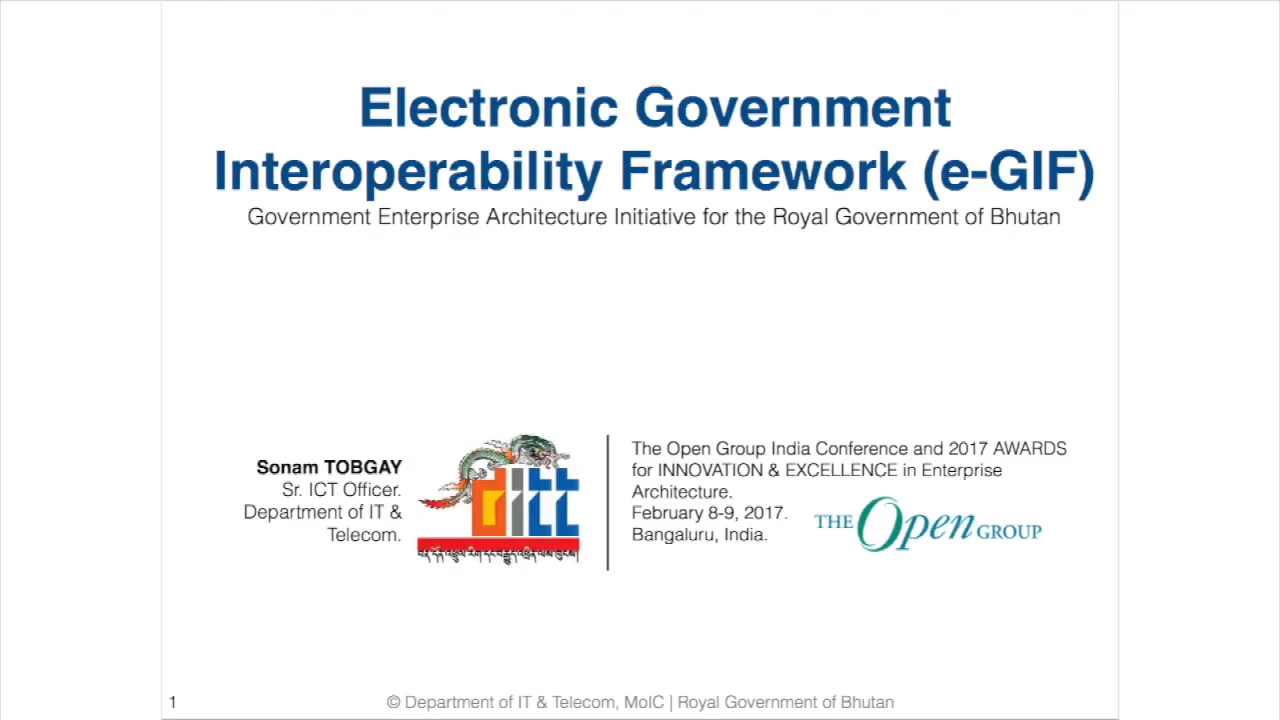 Electronic Government
Interoperability Framework (e-GIF)
Government Enterprise Architecture Initiative for the Royal Government of Bhutan
Sonam TOBGAY
Sr. ICT Officer.
Department of IT &
Telecom.
ditt
The Open Group India Conference and 2017 AWARDS
for INNOVATION & EXCELLENCE in Enterprise
Architecture.
February 8-9, 2017.
Bangaluru, India.
THE Open GROUP
1
© Department of IT & Telecom, MoIC | Royal Government of Bhutan